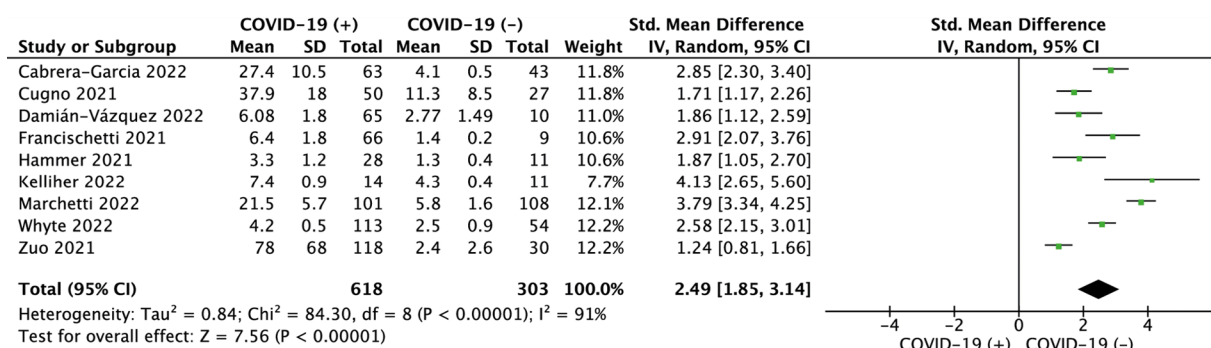 COVID-19 (+) COVID-19 (-) Std. Mean Difference Std. Mean Difference
Study or Subgroup Mean SD Total Mean SD Total Weight IV, Random, 95% CI IV, Random, 95% CI
Cabrera-Garcia 2022 27.4 10.5 63 4.1 0.5 43 11.8% 2.85 [2.30, 3.40]
Cugno 2021 37.9 18 50 11.3 8.5 27 11.8% 1.71 [1.17, 2.26]
Damián-Vázquez 2022 6.08 1.8 65 2.77 1.49 10 11.0% 1.86 [1.12, 2.59]
Francischetti 2021 6.4 1.8 66 1.4 0.2 9 10.6% 2.91 [2.07, 3.76]
Hammer 2021 3.3 1.2 28 1.3 0.4 11 10.6% 1.87 [1.05, 2.70]
Kelliher 2022 7.4 0.9 14 4.3 0.4 11 7.7% 4.13 [2.65, 5.60]
Marchetti 2022 21.5 5.7 101 5.8 1.6 108 12.1% 3.79 [3.34, 4.25]
Whyte 2022 4.2 0.5 113 2.5 0.9 54 12.2% 2.58 [2.15, 3.01]
Zuo 2021 78 68 118 2.4 2.6 30 12.2% 1.24 [0.81, 1.66]
Total (95% CI) 618 303 100.0% 2.49 [1.85, 3.14]
Heterogeneity: Tau² = 0.84; Chi² = 84.30, df = 8 (P < 0.00001); I² = 91%
Test for overall effect: Z = 7.56 (P < 0.00001)
-4 -2 0 2 4
COVID-19 (+) COVID-19 (-)